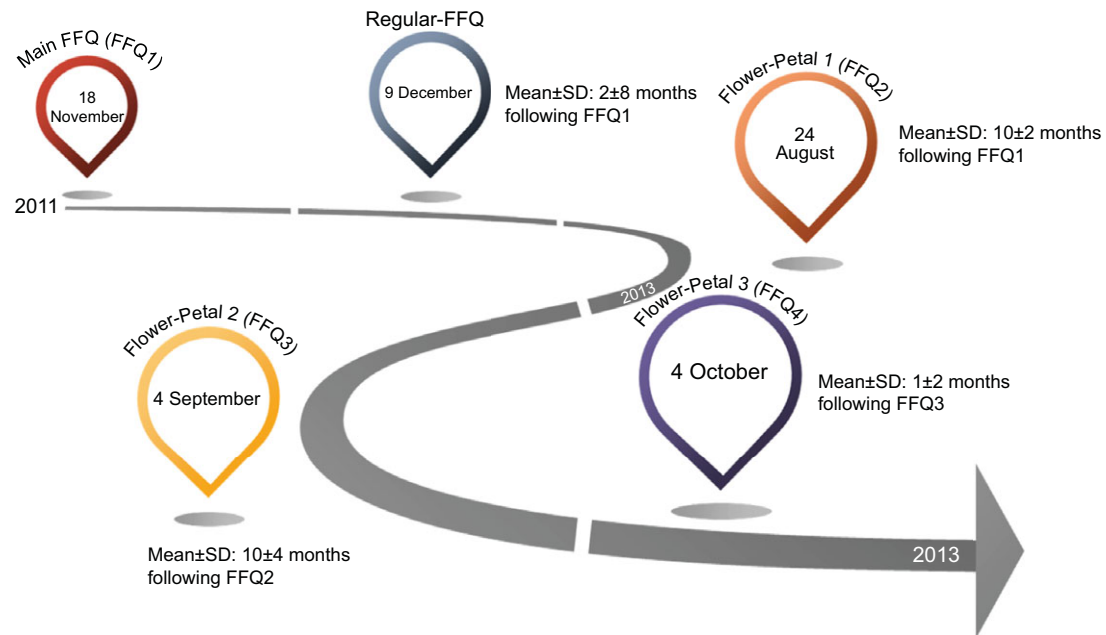 Main FFQ (FFQ1)
18
November
Regular-FFQ
9 December
Mean±SD: 2±8 months
following FFQ1
Flower-Petal 1 (FFQ2)
24
August
Mean±SD: 10±2 months
following FFQ1
2011
2013
Flower-Petal 2 (FFQ3)
4 September
Mean±SD: 10±4 months
following FFQ2
Flower-Petal 3 (FFQ4)
4 October
Mean±SD: 1±2 months
following FFQ3
2013